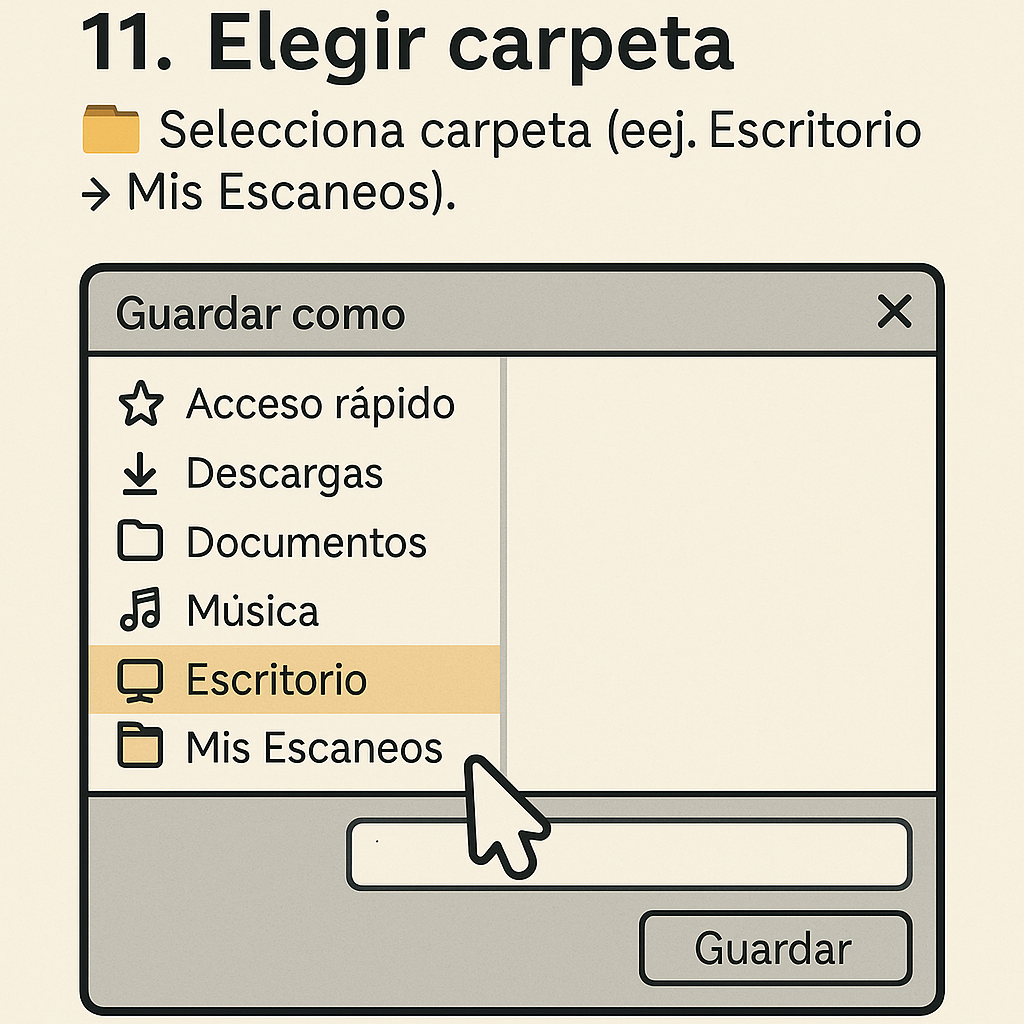 11. Elegir carpeta
Selecciona carpeta (eej. Escritorio
→ Mis Escaneos).
Guardar como
Acceso rápido
Descargas
Documentos
Música
Escritorio
Mis Escaneos
Guardar